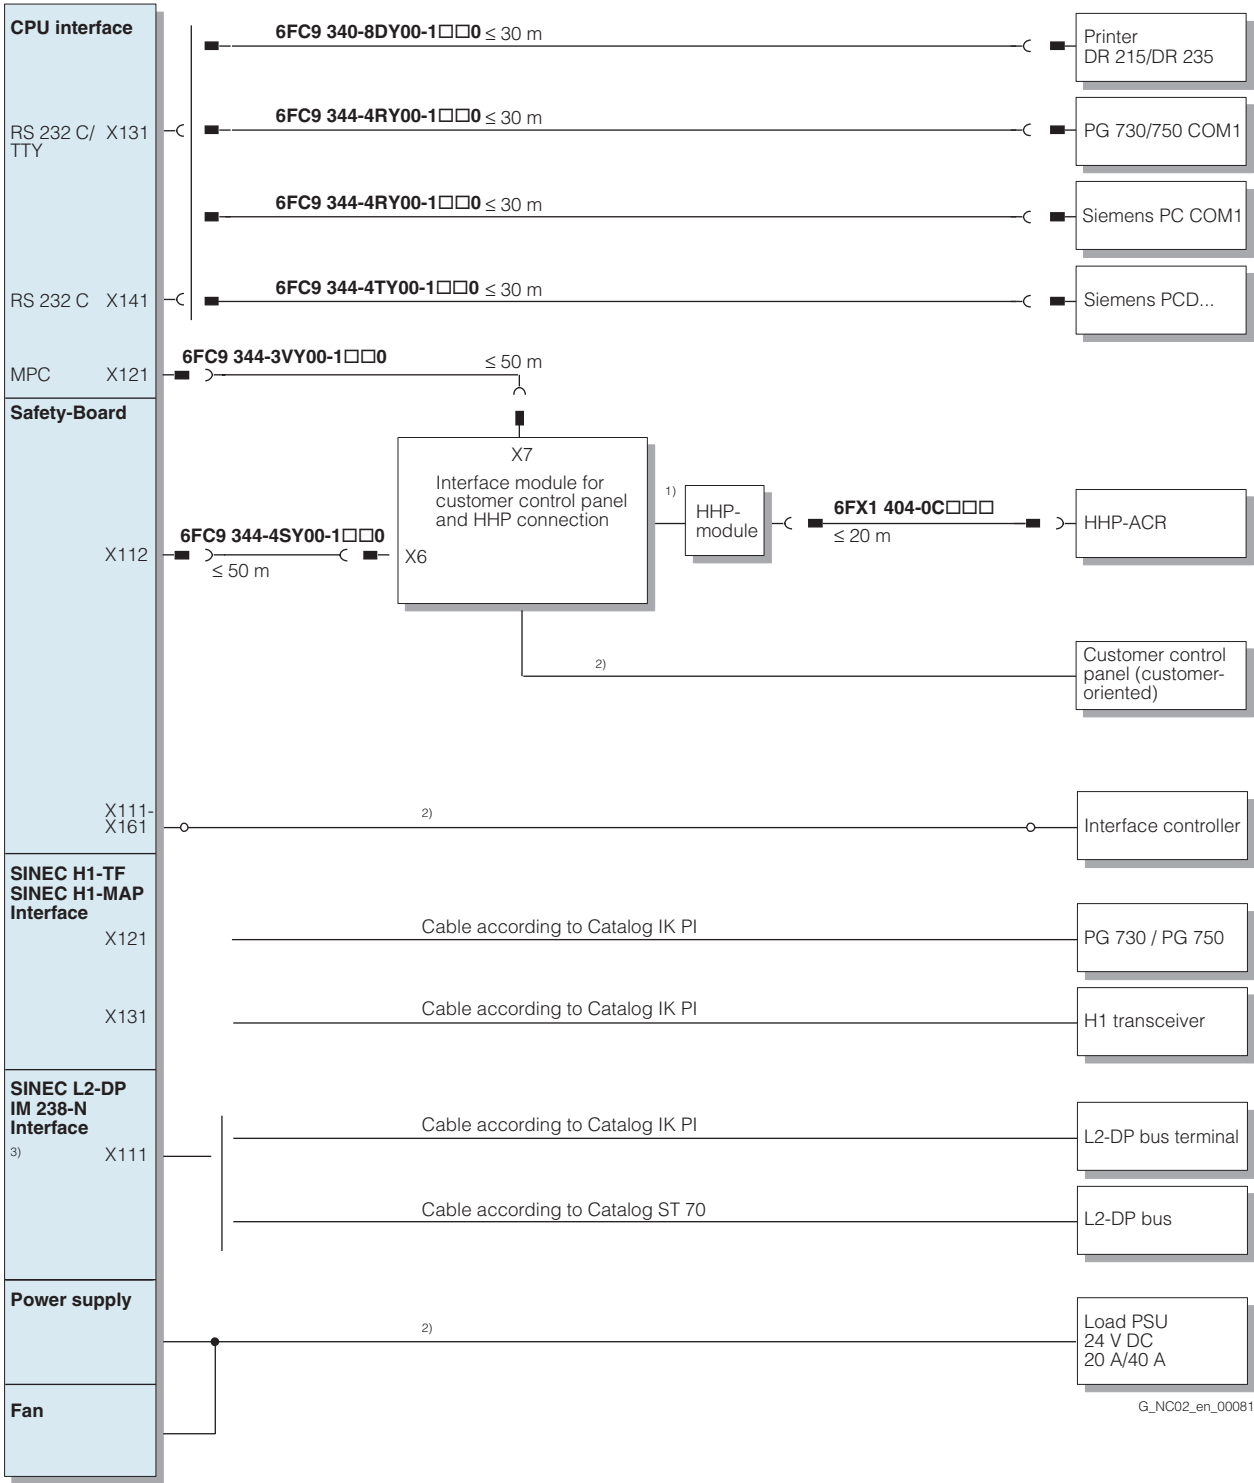 CPU interface
6FC9 340-8DY00-1□□0 ≤ 30 m
Printer
DR 215/DR 235
RS 232 C/ X131
TTY
6FC9 344-4RY00-1□□0 ≤ 30 m
PG 730/750 COM1
6FC9 344-4RY00-1□□0 ≤ 30 m
Siemens PC COM1
RS 232 C X141
6FC9 344-4TY00-1□□0 ≤ 30 m
Siemens PCD...
MPC X121
6FC9 344-3VY00-1□□0
≤ 50 m
Safety-Board
X7
Interface module for
customer control panel
and HHP connection
X6
1)
HHP-
module
6FX1 404-0C□□□
≤ 20 m
HHP-ACR
X112
6FC9 344-4SY00-1□□0
≤ 50 m
2)
Customer control
panel (customer-
oriented)
X111-
X161
2)
Interface controller
SINEC H1-TF
SINEC H1-MAP
Interface
X121
Cable according to Catalog IK PI
PG 730 / PG 750
X131
Cable according to Catalog IK PI
H1 transceiver
SINEC L2-DP
IM 238-N
Interface
3) X111
Cable according to Catalog IK PI
L2-DP bus terminal
Cable according to Catalog ST 70
L2-DP bus
Power supply
2)
Load PSU
24 V DC
20 A/40 A
Fan
G_NC02_en_00081